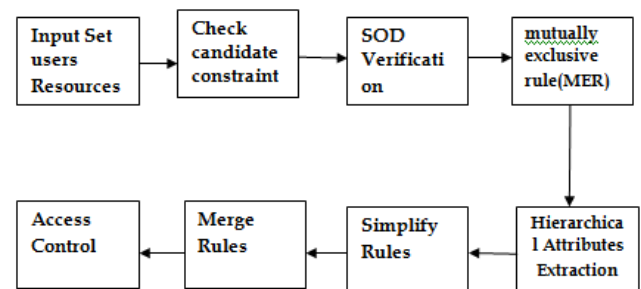 Input Set
users
Resources
Check
candidate
constraint
SOD
Verificati
on
mutually
exclusive
rule(MER)
Hierarchica
l Attributes
Extraction
Simplify
Rules
Merge
Rules
Access
Control